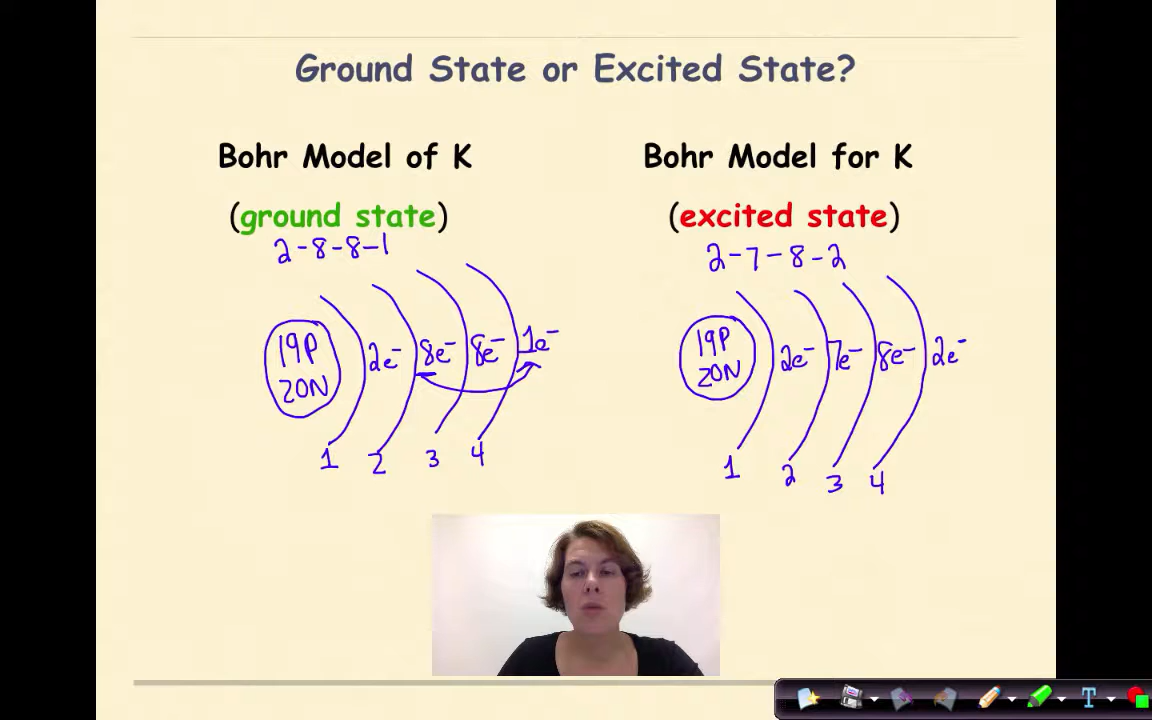 Ground State or Excited State?
Bohr Model of K
(ground state)
2-8-8-1
19P
20N
2e⁻ 8e⁻ 8e⁻ 1e⁻
1 2 3 4
Bohr Model for K
(excited state)
2-7-8-2
19P
20N
2e⁻ 7e⁻ 8e⁻ 2e⁻
1 2 3 4
T